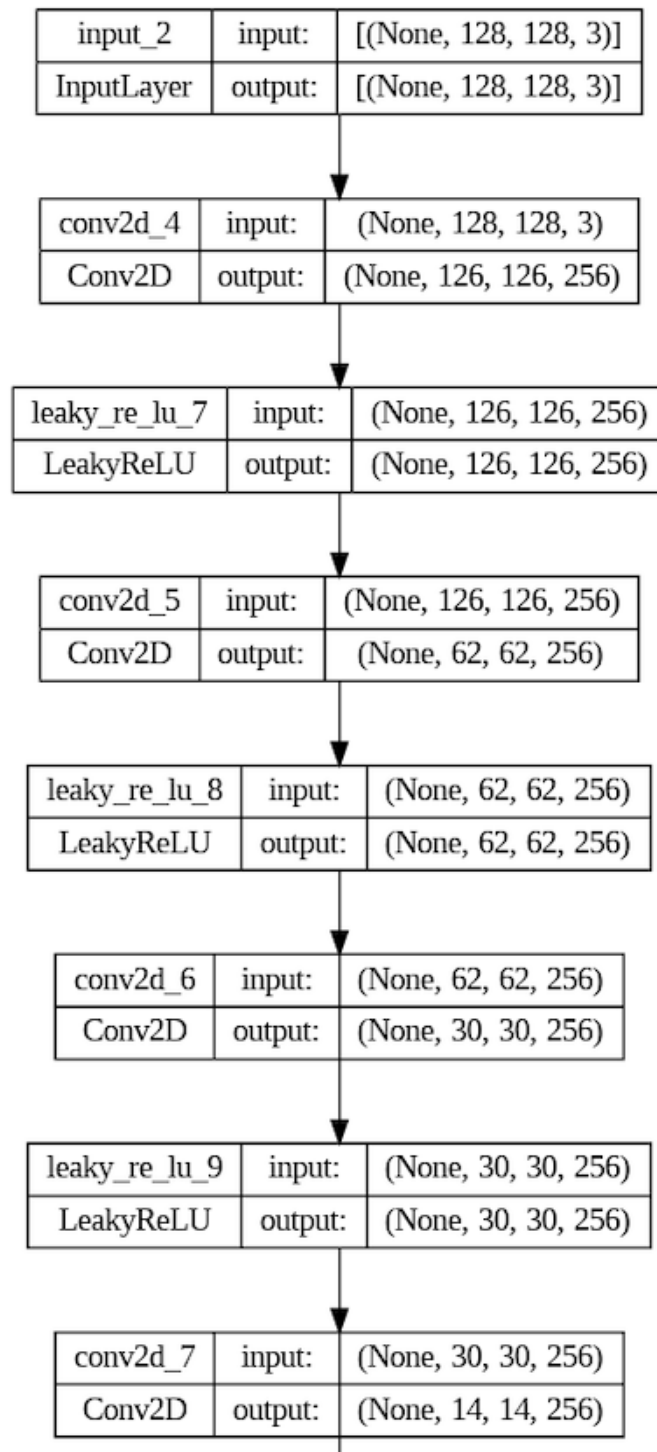 input_2 input: [(None, 128, 128, 3)]
InputLayer output: [(None, 128, 128, 3)]
conv2d_4 input: (None, 128, 128, 3)
Conv2D output: (None, 126, 126, 256)
leaky_re_lu_7 input: (None, 126, 126, 256)
LeakyReLU output: (None, 126, 126, 256)
conv2d_5 input: (None, 126, 126, 256)
Conv2D output: (None, 62, 62, 256)
leaky_re_lu_8 input: (None, 62, 62, 256)
LeakyReLU output: (None, 62, 62, 256)
conv2d_6 input: (None, 62, 62, 256)
Conv2D output: (None, 30, 30, 256)
leaky_re_lu_9 input: (None, 30, 30, 256)
LeakyReLU output: (None, 30, 30, 256)
conv2d_7 input: (None, 30, 30, 256)
Conv2D output: (None, 14, 14, 256)